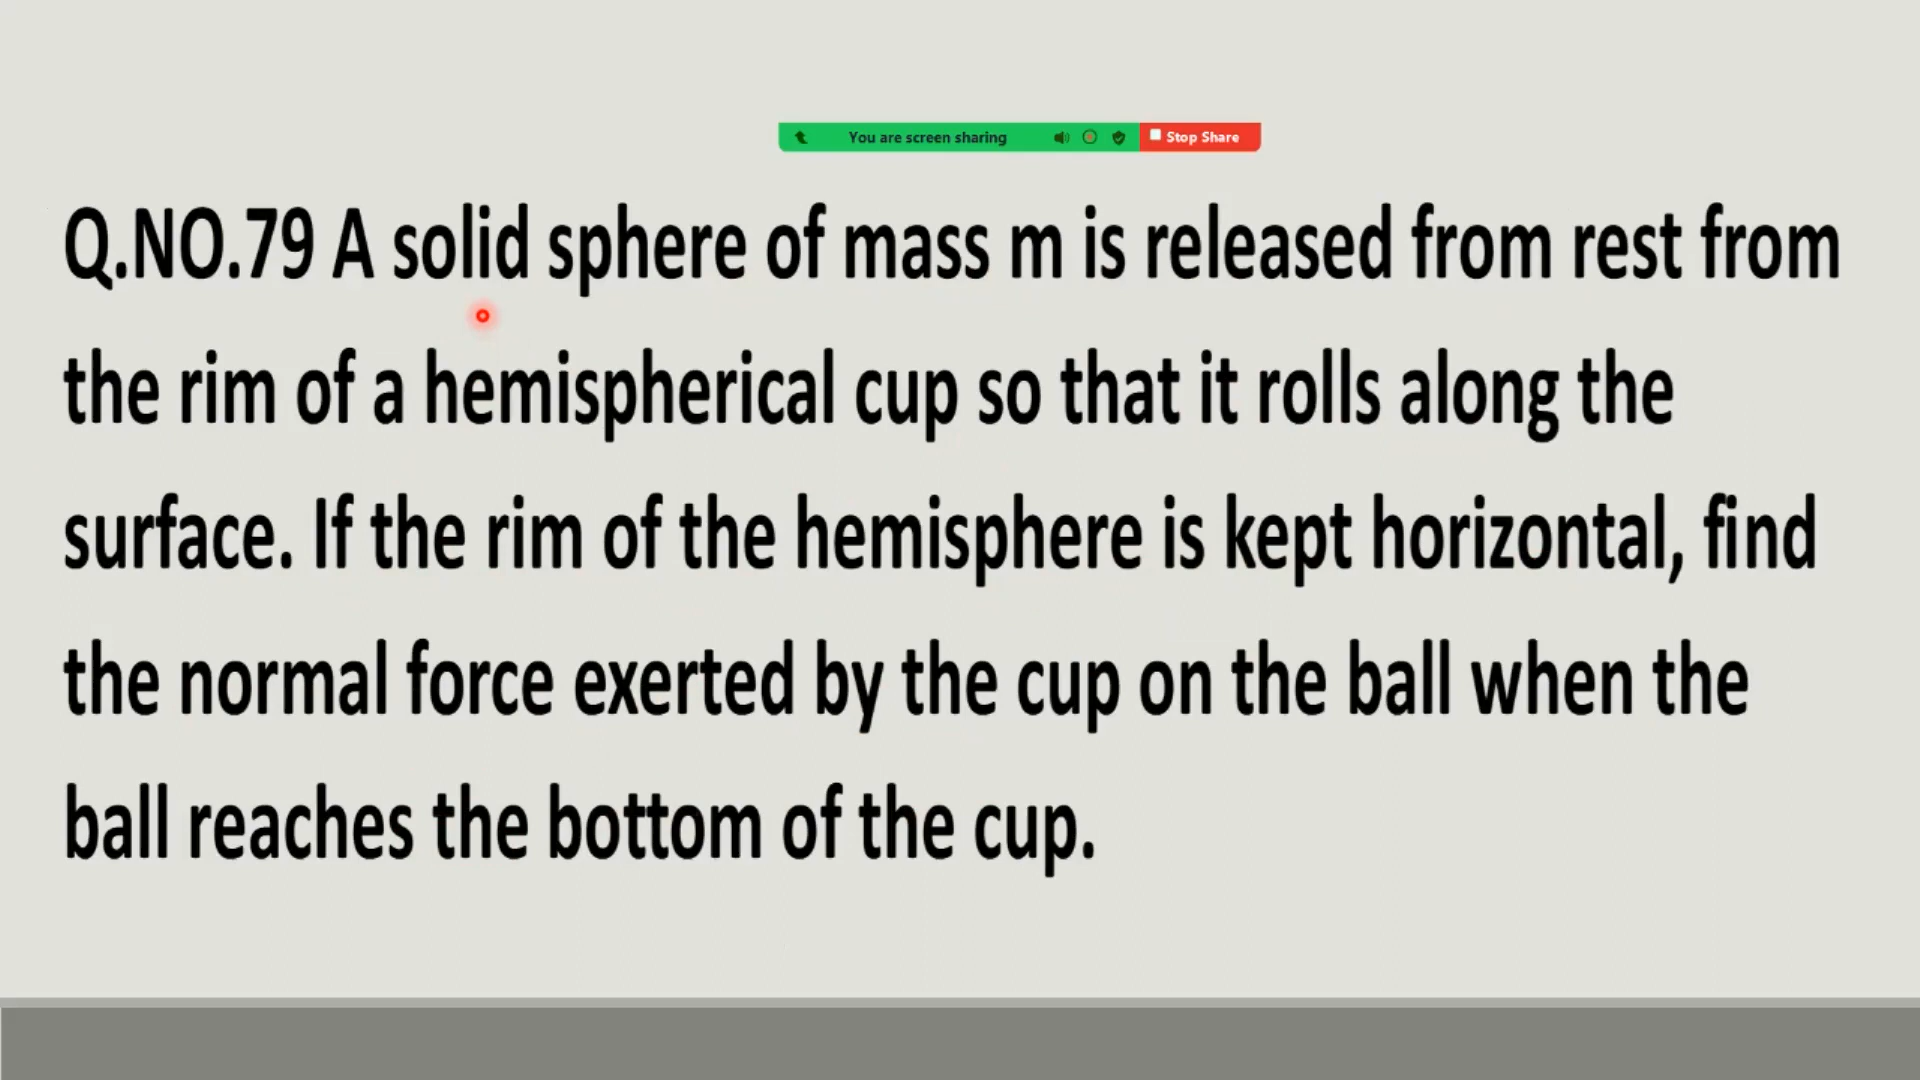 You are screen sharing Stop Share
Q.NO.79 A solid sphere of mass m is released from rest from
the rim of a hemispherical cup so that it rolls along the
surface. If the rim of the hemisphere is kept horizontal, find
the normal force exerted by the cup on the ball when the
ball reaches the bottom of the cup.